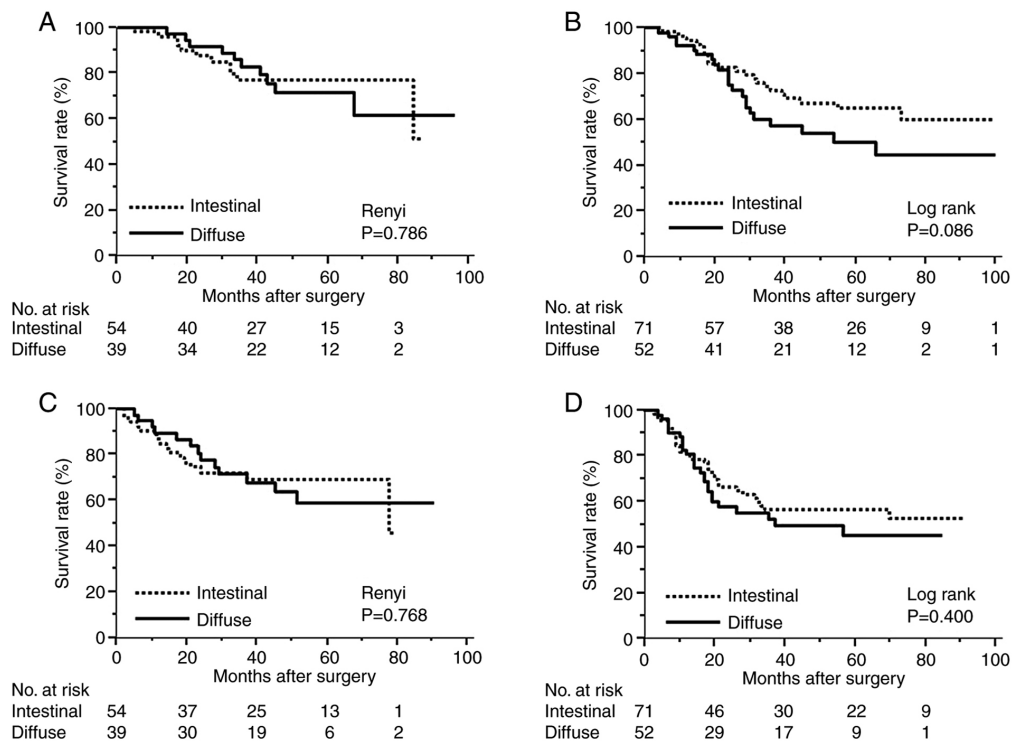 A
100
80
60
40
20
0
Survival rate (%)
Intestinal
Diffuse
Renyi
P=0.786
0 20 40 60 80 100
Months after surgery
No. at risk
Intestinal 54 40 27 15 3
Diffuse 39 34 22 12 2
B
100
80
60
40
20
0
Survival rate (%)
Intestinal
Diffuse
Log rank
P=0.086
0 20 40 60 80 100
Months after surgery
No. at risk
Intestinal 71 57 38 26 9 1
Diffuse 52 41 21 12 2 1
C
100
80
60
40
20
0
Survival rate (%)
Intestinal
Diffuse
Renyi
P=0.768
0 20 40 60 80 100
Months after surgery
No. at risk
Intestinal 54 37 25 13 1
Diffuse 39 30 19 6 2
D
100
80
60
40
20
0
Survival rate (%)
Intestinal
Diffuse
Log rank
P=0.400
0 20 40 60 80 100
Months after surgery
No. at risk
Intestinal 71 46 30 22 9
Diffuse 52 29 17 9 1